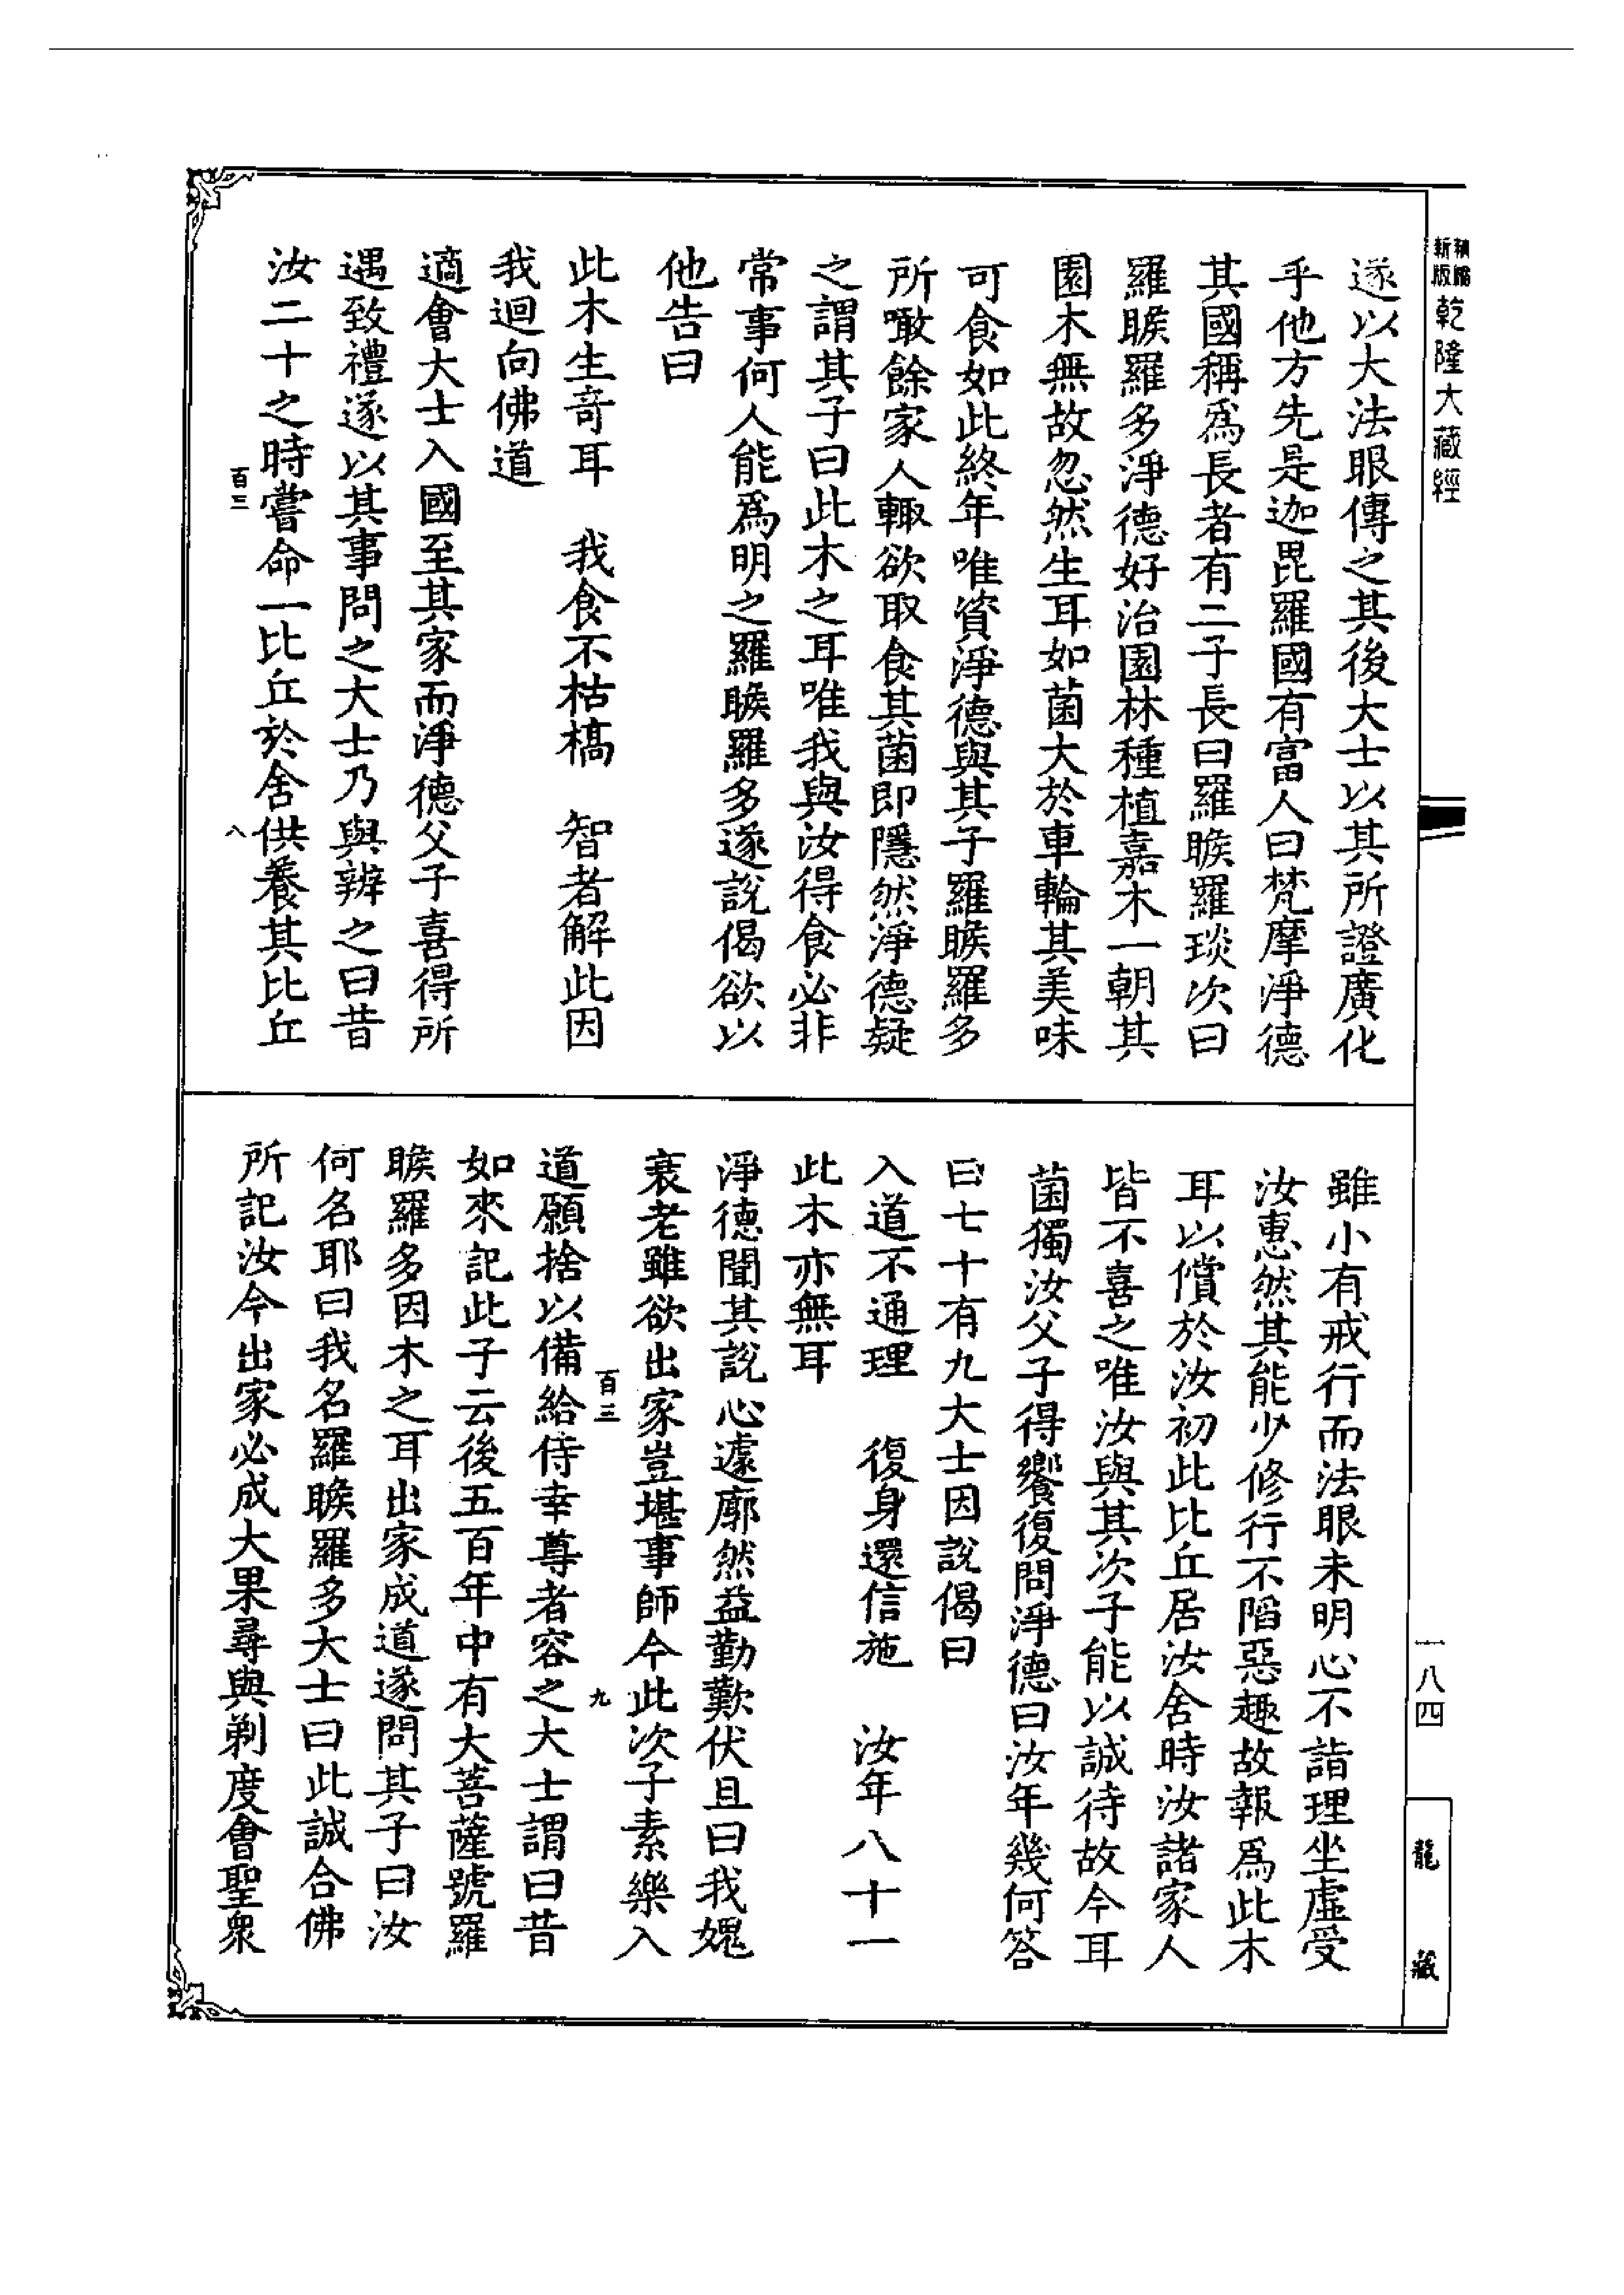 新版
精縮
乾隆大藏經
遂以大法眼傳之其後大士以其所證廣化
乎他方先是迦毘羅國有富人曰梵摩淨德
其國稱爲長者有二子長曰羅睺羅琰次曰
羅睺羅多淨德好治園林種植嘉木一朝其
園木無故忽然生耳如菌大於車輪其美味
可食如此終年唯資淨德與其子羅睺羅多
所噉餘家人輙欲取食其菌即隱然淨德疑
之謂其子曰此木之耳唯我與汝得食必非
常事何人能爲明之羅睺羅多遂說偈欲以
他告曰
此木生竒耳　我食不枯槁　智者解此因
我迴向佛道
適會大士入國至其家而淨德父子喜得所
遇致禮遂以其事問之大士乃與辨之曰昔
汝二十之時嘗命一比丘於舍供養其比丘
百三
八
雖小有戒行而法眼未明心不詣理坐虛受
汝惠然其能少修行不陷惡趣故報爲此木
耳以償於汝初此比丘居汝舍時汝諸家人
皆不喜之唯汝與其次子能以誠待故今耳
菌獨汝父子得饗復問淨德曰汝年幾何答
曰七十有九大士因說偈曰
入道不通理　復身還信施　汝年八十一
此木亦無耳
淨德聞其說心遽廓然益勤歎伏且曰我媿
衰老雖欲出家豈堪事師今此次子素樂入
百三
九
道願捨以備給侍幸尊者容之大士謂曰昔
如來記此子云後五百年中有大菩薩號羅
睺羅多因木之耳出家成道遂問其子曰汝
何名耶曰我名羅睺羅多大士曰此誠合佛
所記汝今出家必成大果尋與剃度會聖衆
一八四
龍
藏